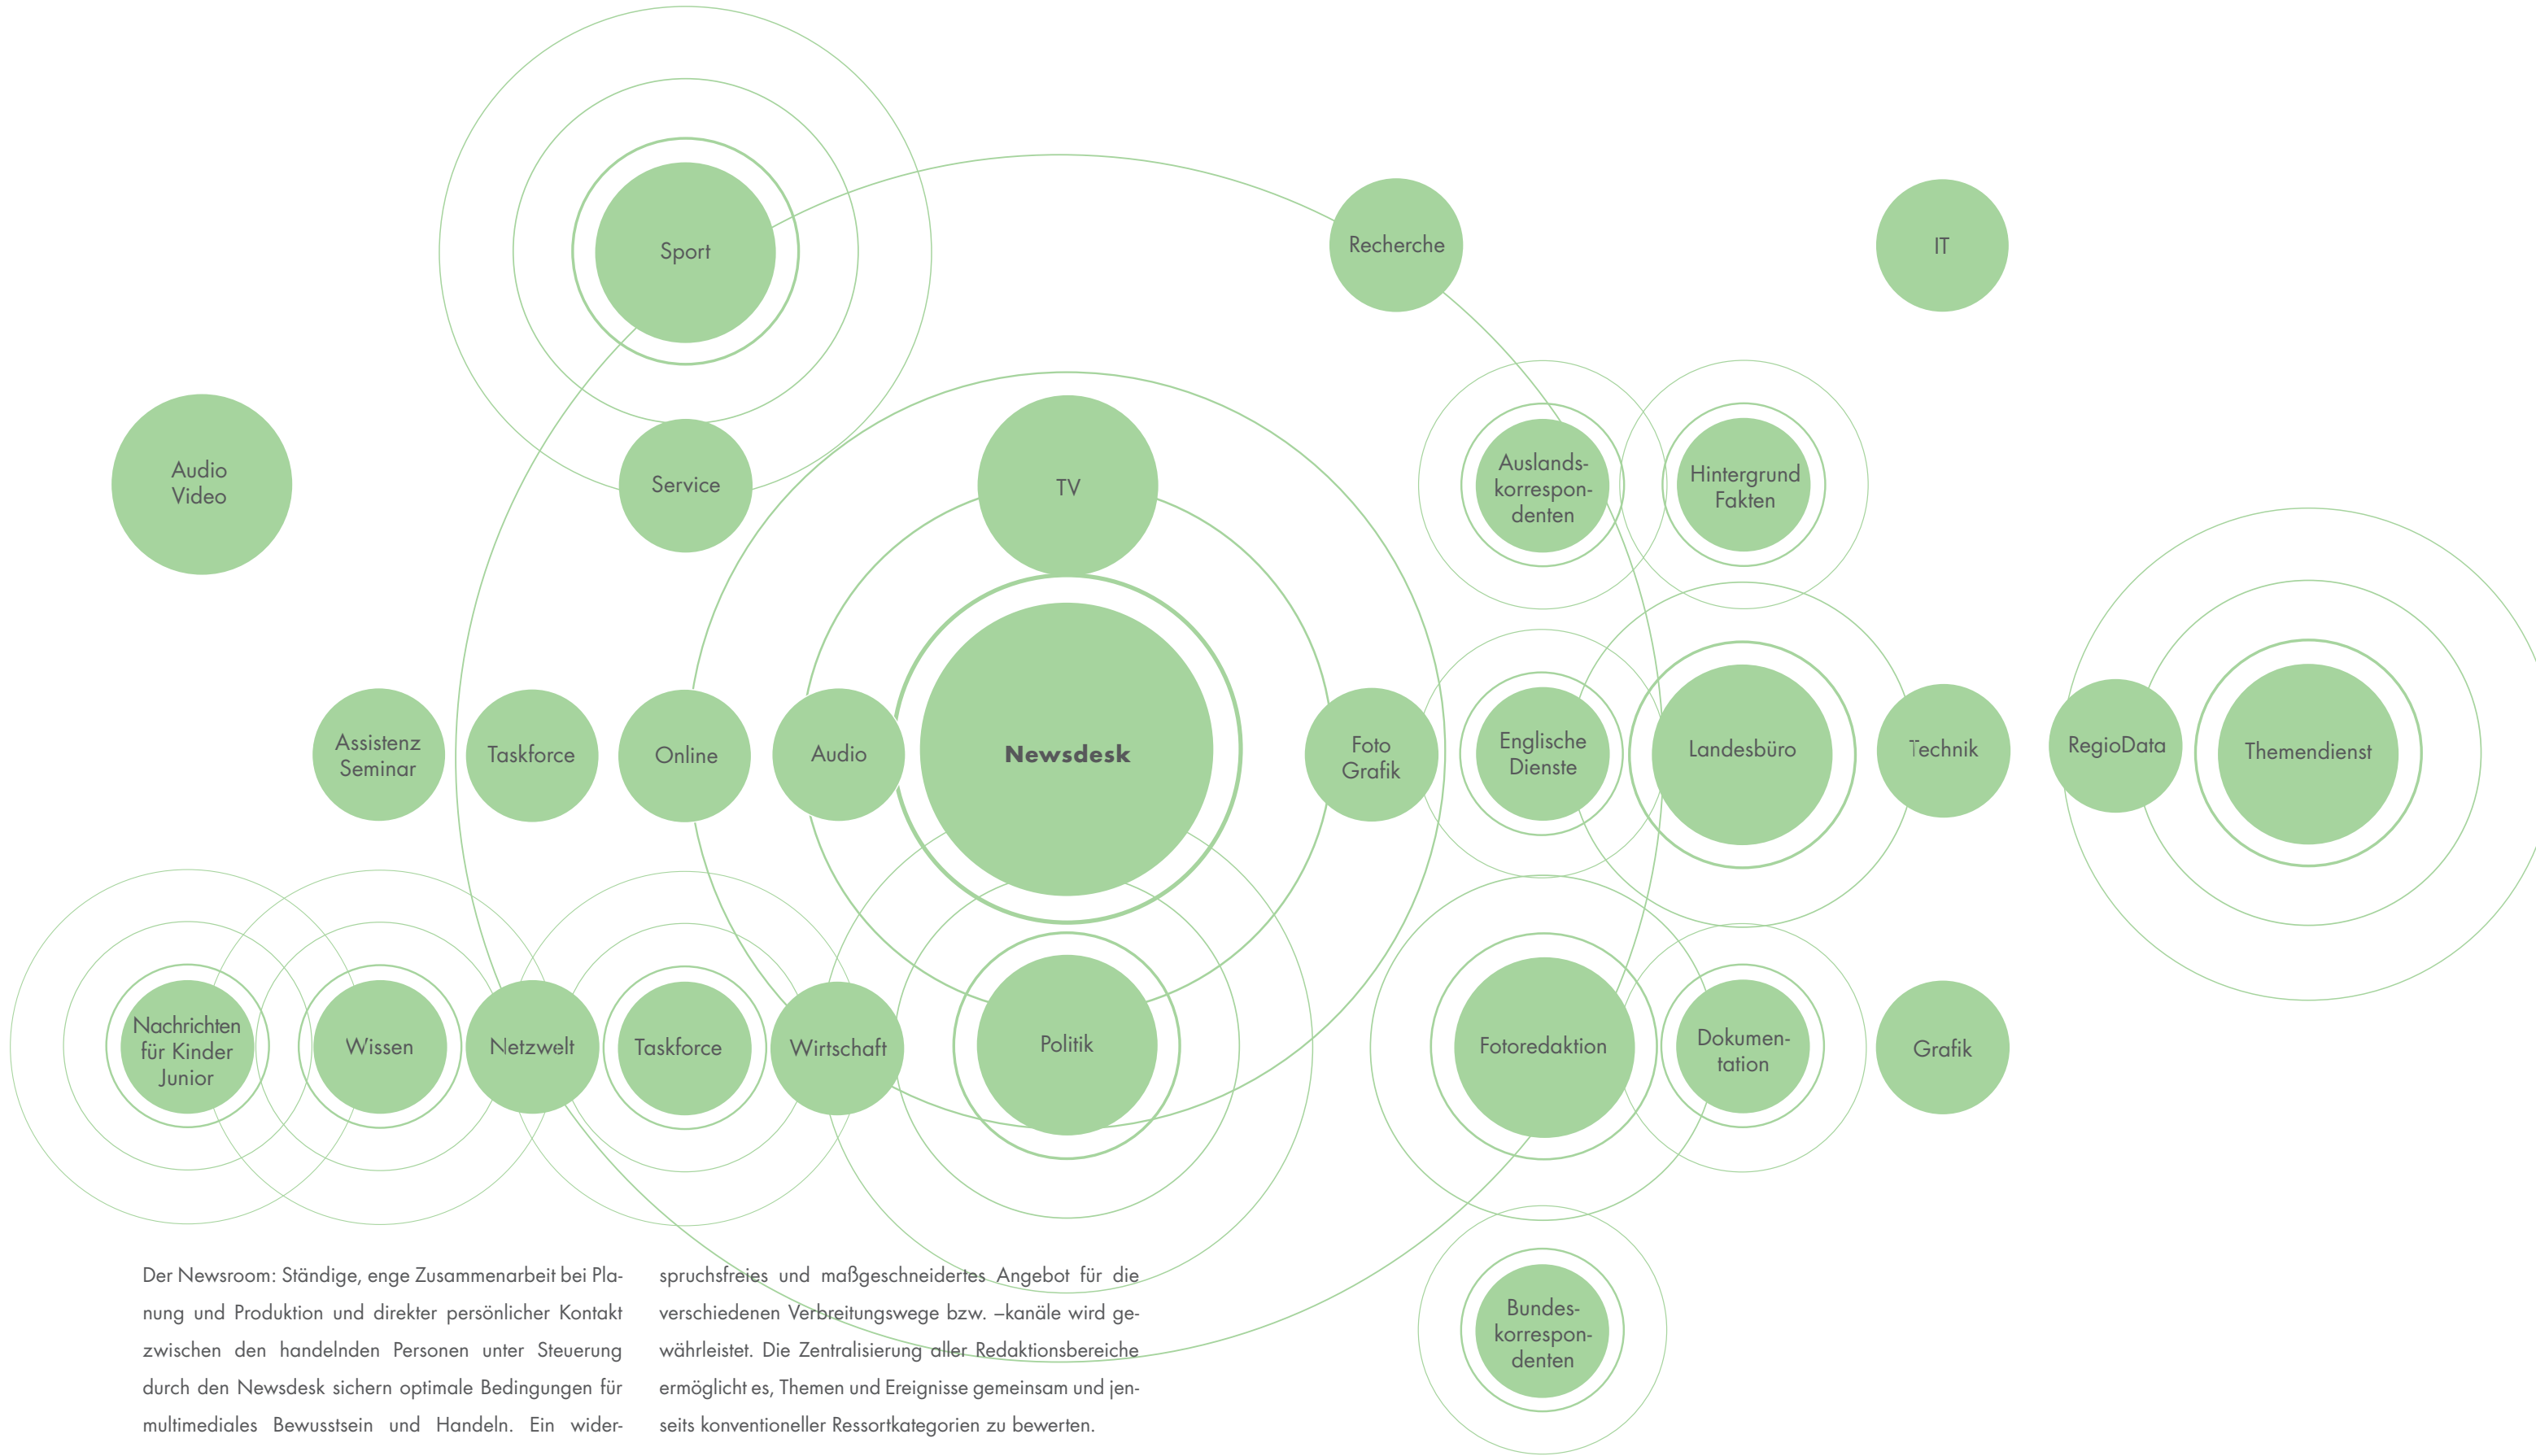 Sport
Recherche
IT
Audio
Video
Service
TV
Auslands-
korrespon-
denten
Hintergrund
Fakten
Assistenz
Seminar
Taskforce
Online
Audio
Newsdesk
Foto
Grafik
Englische
Dienste
Landesbüro
Technik
RegioData
Themendienst
Nachrichten
für Kinder
Junior
Wissen
Netzwelt
Taskforce
Wirtschaft
Politik
Fotoredaktion
Dokumen-
tation
Grafik
Bundes-
korrespon-
denten
Der Newsroom: Ständige, enge Zusammenarbeit bei Pla-
nung und Produktion und direkter persönlicher Kontakt
zwischen den handelnden Personen unter Steuerung
durch den Newsdesk sichern optimale Bedingungen für
multimediales Bewusstsein und Handeln. Ein wider-
spruchsfreies und maßgeschneidertes Angebot für die
verschiedenen Verbreitungswege bzw. –kanäle wird ge-
währleistet. Die Zentralisierung aller Redaktionsbereiche
ermöglicht es, Themen und Ereignisse gemeinsam und jen-
seits konventioneller Ressortkategorien zu bewerten.